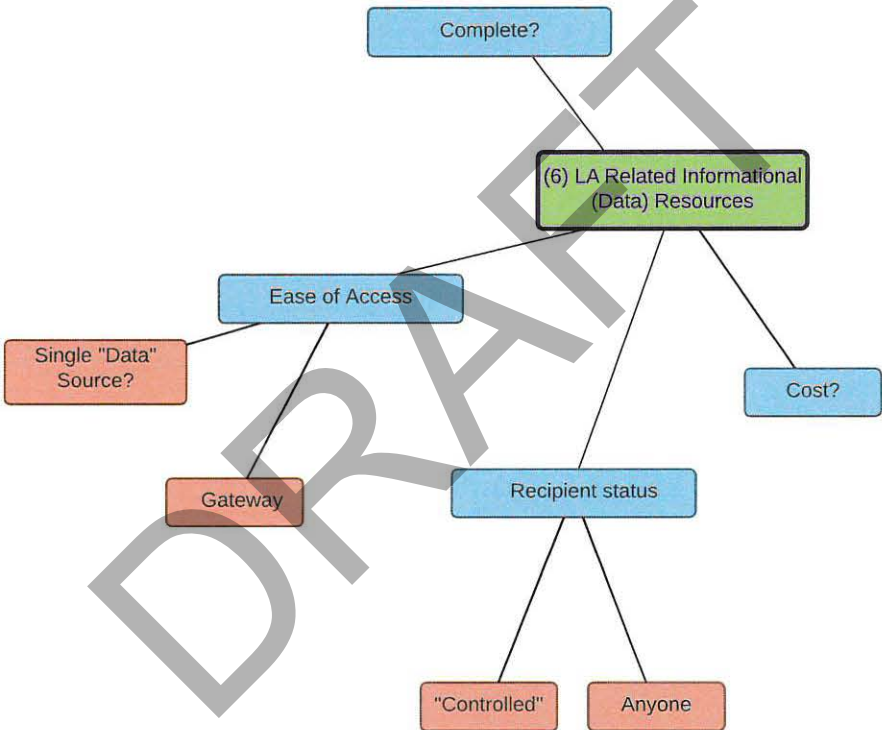 Complete?
(6) LA Related Informational
(Data) Resources
Ease of Access
Single "Data"
Source?
Cost?
Gateway
Recipient status
"Controlled"
Anyone
DRAFT